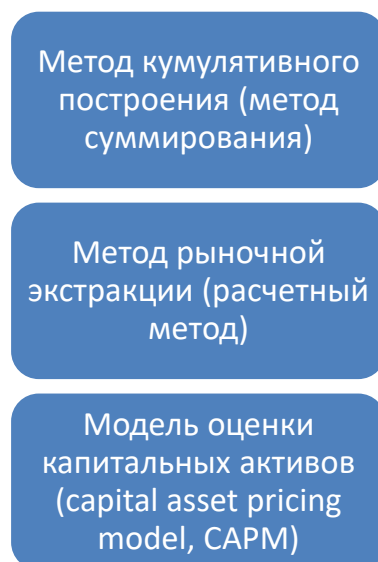 Метод кумулятивного
построения (метод
суммирования)
Метод рыночной
экстракции (расчетный
метод)
Модель оценки
капитальных активов
(capital asset pricing
model, CAPM)